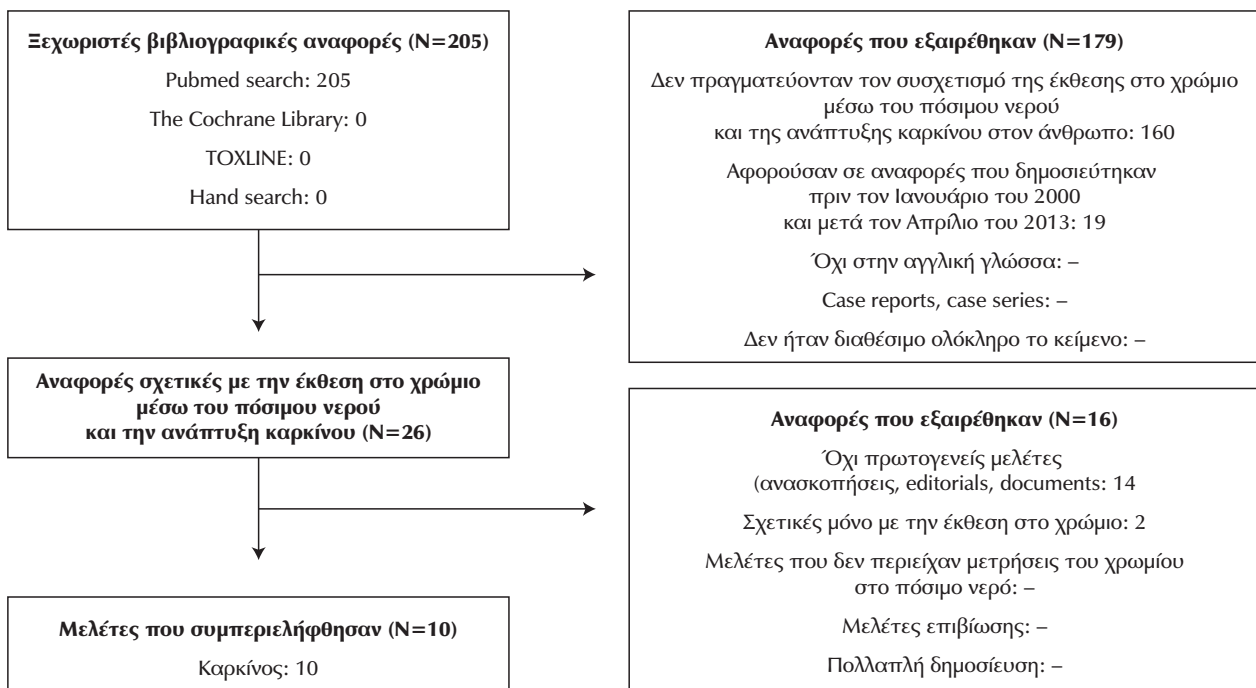 Ξεχωριστές βιβλιογραφικές αναφορές (N=205)
Pubmed search: 205
The Cochrane Library: 0
TOXLINE: 0
Hand search: 0
Αναφορές που εξαιρέθηκαν (N=179)
Δεν πραγματεύονταν τον συσχετισμό της έκθεσης στο χρώμιο
μέσω του πόσιμου νερού
και της ανάπτυξης καρκίνου στον άνθρωπο: 160
Αφορούσαν σε αναφορές που δημοσιεύτηκαν
πριν τον Ιανουάριο του 2000
και μετά τον Απρίλιο του 2013: 19
Όχι στην αγγλική γλώσσα: –
Case reports, case series: –
Δεν ήταν διαθέσιμο ολόκληρο το κείμενο: –
Αναφορές σχετικές με την έκθεση στο χρώμιο
μέσω του πόσιμου νερού
και την ανάπτυξη καρκίνου (N=26)
Αναφορές που εξαιρέθηκαν (N=16)
Όχι πρωτογενείς μελέτες
(ανασκοπήσεις, editorials, documents: 14
Σχετικές μόνο με την έκθεση στο χρώμιο: 2
Μελέτες που δεν περιείχαν μετρήσεις του χρωμίου
στο πόσιμο νερό: –
Μελέτες επιβίωσης: –
Πολλαπλή δημοσίευση: –
Μελέτες που συμπεριελήφθησαν (N=10)
Καρκίνος: 10